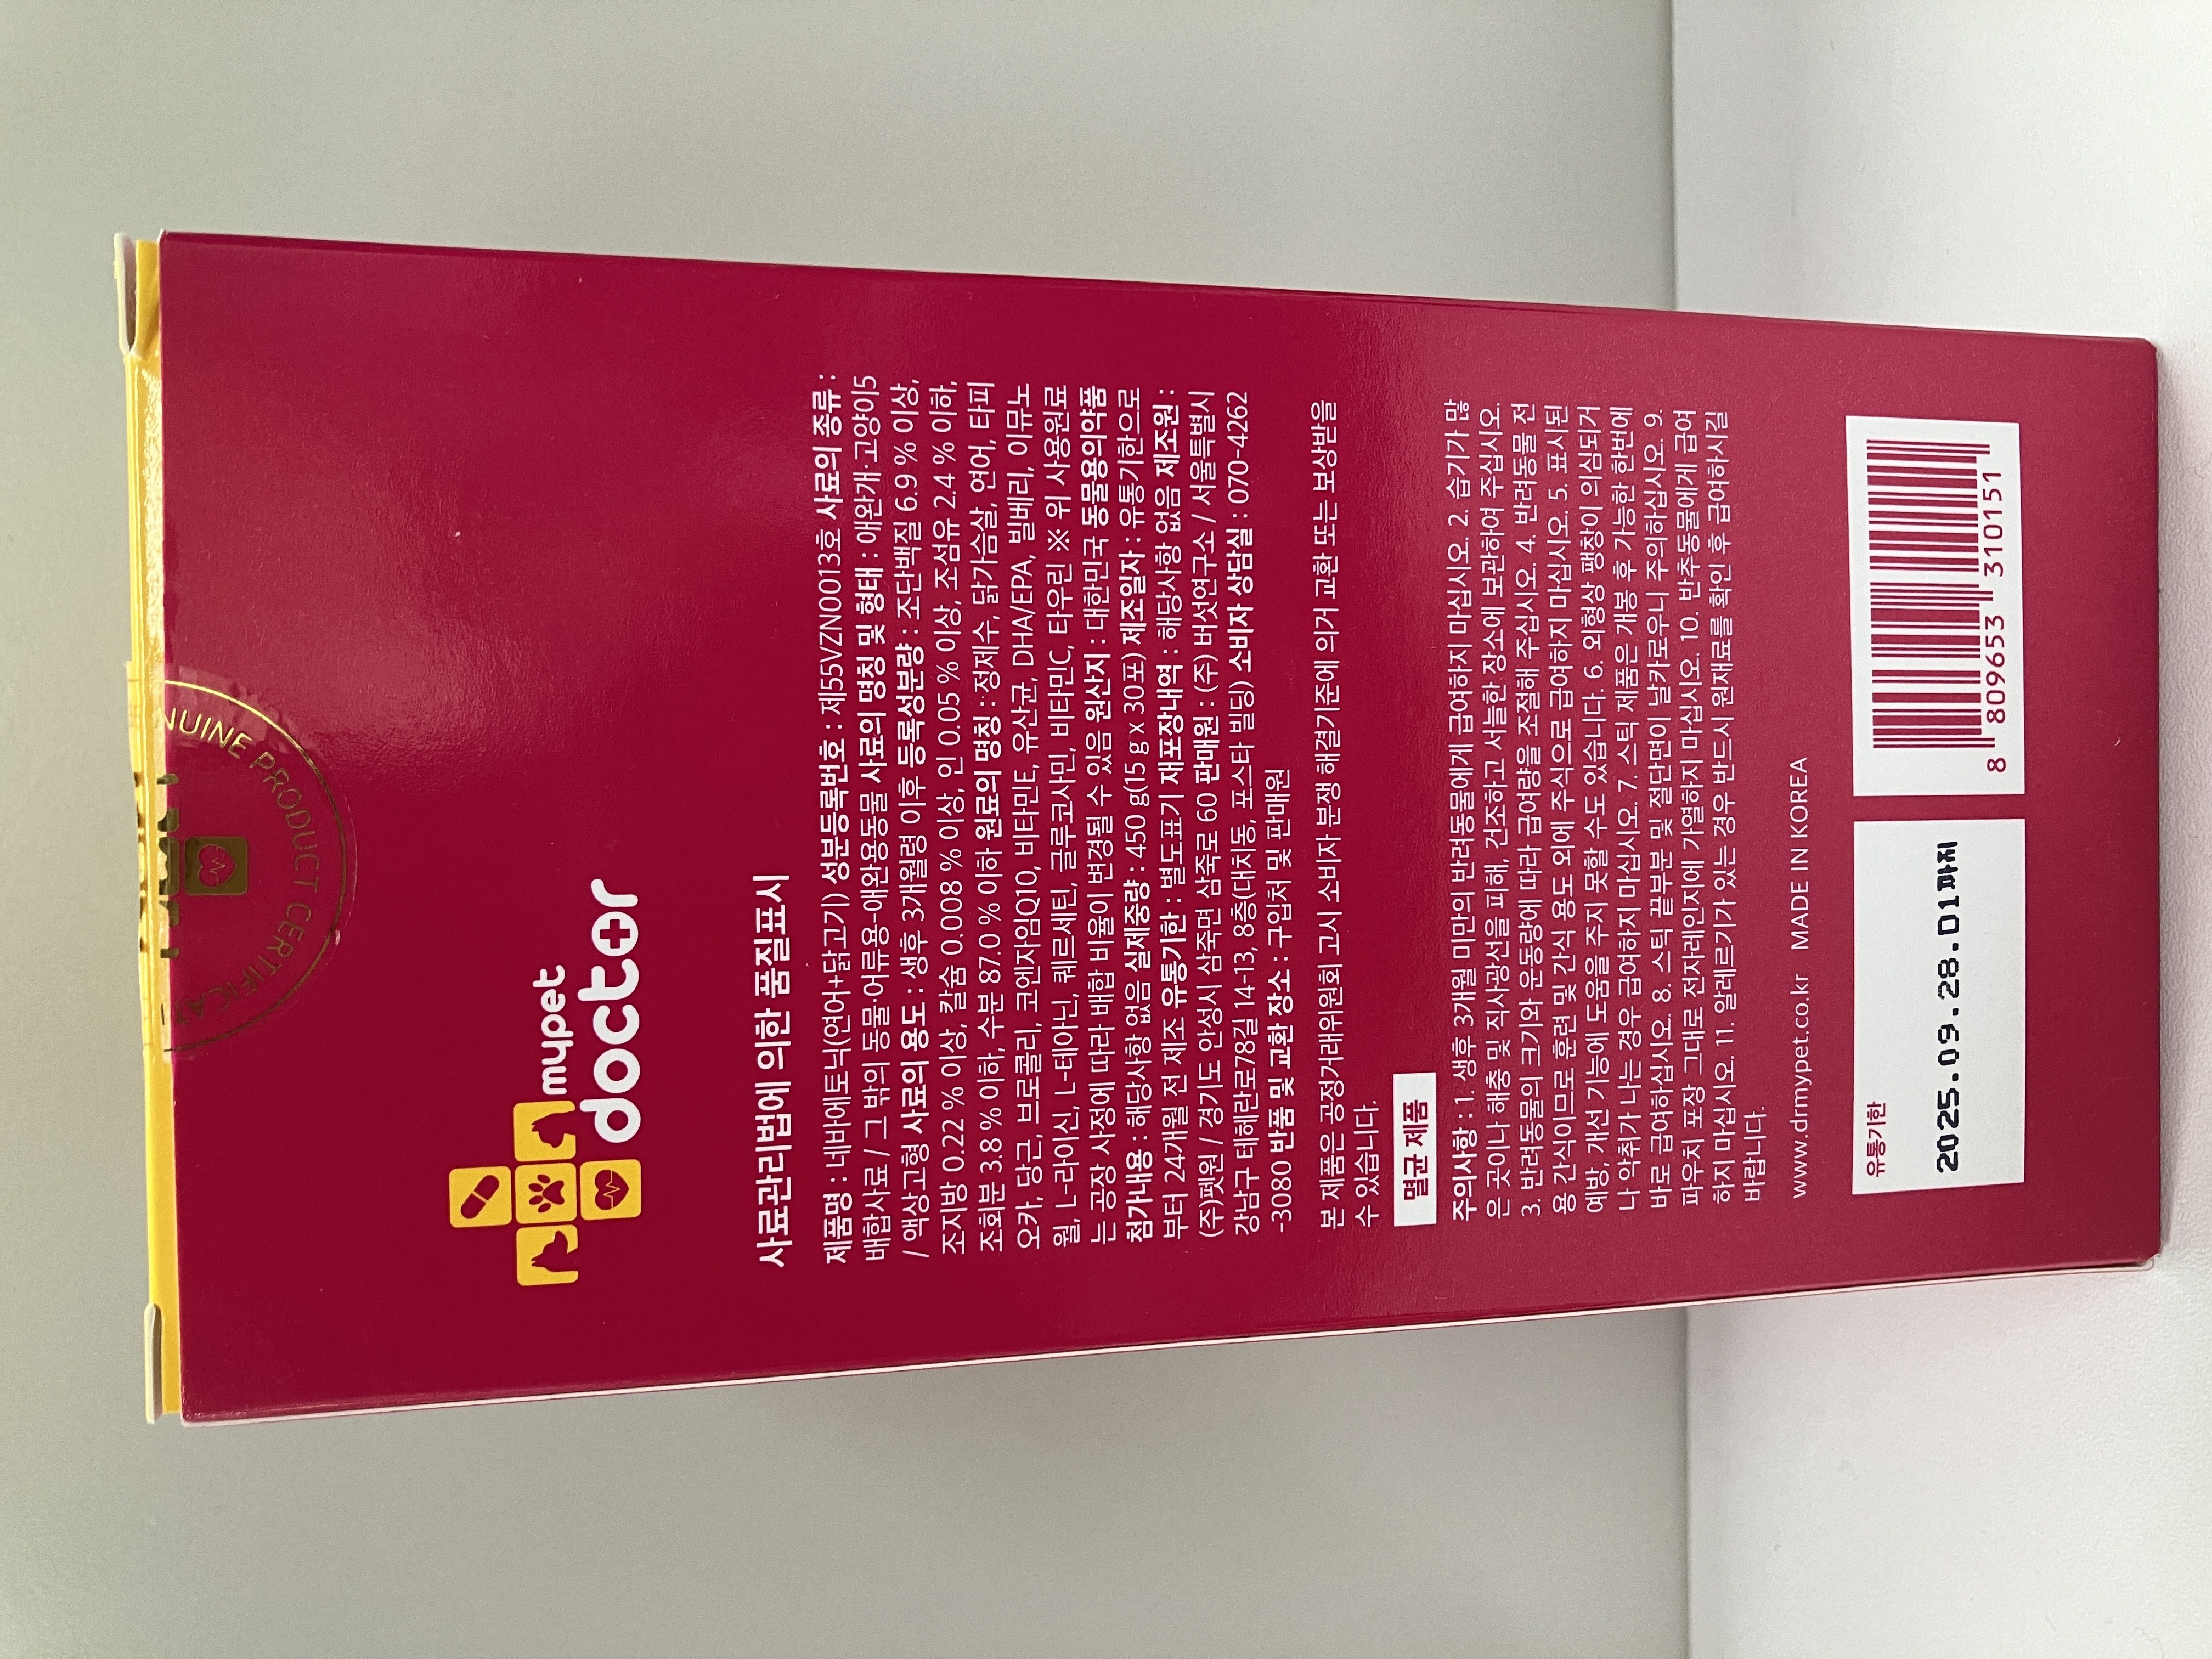 NUINE PRODUCT CERTIFICA
mypet
doctor
사료관리법에 의한 품질표시
제품명 : 네바에토닉(연어+닭고기) 성분등록번호 : 제55VZN0013호 사료의 종류 :
배합사료 / 그 밖의 동물·어류용-애완용동물 사료의 명칭 및 형태 : 애완개·고양이5
/ 액상고형 사료의 용도 : 생후 3개월령 이후 등록성분량 : 조단백질 6.9 % 이상,
조지방 0.22 % 이상, 칼슘 0.008 % 이상, 인 0.05 % 이상, 조섬유 2.4 % 이하,
조회분 3.8 % 이하, 수분 87.0 % 이하 원료의 명칭 : 정제수, 닭가슴살, 연어, 타피
오카, 당근, 브로콜리, 코엔자임Q10, 비타민E, 유산균, DHA/EPA, 빌베리, 이뮤노
월, L-라이신, L-테아닌, 퀘르세틴, 글루코사민, 비타민C, 타우린 ※ 위 사용원료
는 공장 사정에 따라 배합 비율이 변경될 수 있음 원산지 : 대한민국 동물용의약품
첨가내용 : 해당사항 없음 실제중량 : 450 g(15 g x 30포) 제조일자 : 유통기한으로
부터 24개월 전 제조 유통기한 : 별도표기 재포장내역 : 해당사항 없음 제조원 :
(주)펫원 / 경기도 안성시 삼죽면 삼죽로 60 판매원 : (주) 버섯연구소 / 서울특별시
강남구 테헤란로78길 14-13, 8층(대치동, 포스타 빌딩) 소비자 상담실 : 070-4262
-3080 반품 및 교환 장소 : 구입처 및 판매원
본 제품은 공정거래위원회 고시 소비자 분쟁 해결기준에 의거 교환 또는 보상받을
수 있습니다.
멸균 제품
주의사항 : 1. 생후 3개월 미만의 반려동물에게 급여하지 마십시오. 2. 습기가 많
은 곳이나 해충 및 직사광선을 피해, 건조하고 서늘한 장소에 보관하여 주십시오.
3. 반려동물의 크기와 운동량에 따라 급여량을 조절해 주십시오. 4. 반려동물 전
용 간식이므로 훈련 및 간식 용도 외에 주식으로 급여하지 마십시오. 5. 표시된
예방, 개선 기능에 도움을 주지 못할 수도 있습니다. 6. 외형상 팽창이 의심되거
나 악취가 나는 경우 급여하지 마십시오. 7. 스틱 제품은 개봉 후 가능한 한번에
바로 급여하십시오. 8. 스틱 끝부분 및 절단면이 날카로우니 주의하십시오. 9.
파우치 포장 그대로 전자레인지에 가열하지 마십시오. 10. 반추동물에게 급여
하지 마십시오. 11. 알레르기가 있는 경우 반드시 원재료를 확인 후 급여하시길
바랍니다.
www.drmypet.co.kr MADE IN KOREA
유통기한
2025.09.28.D1까지
8 809653 310151